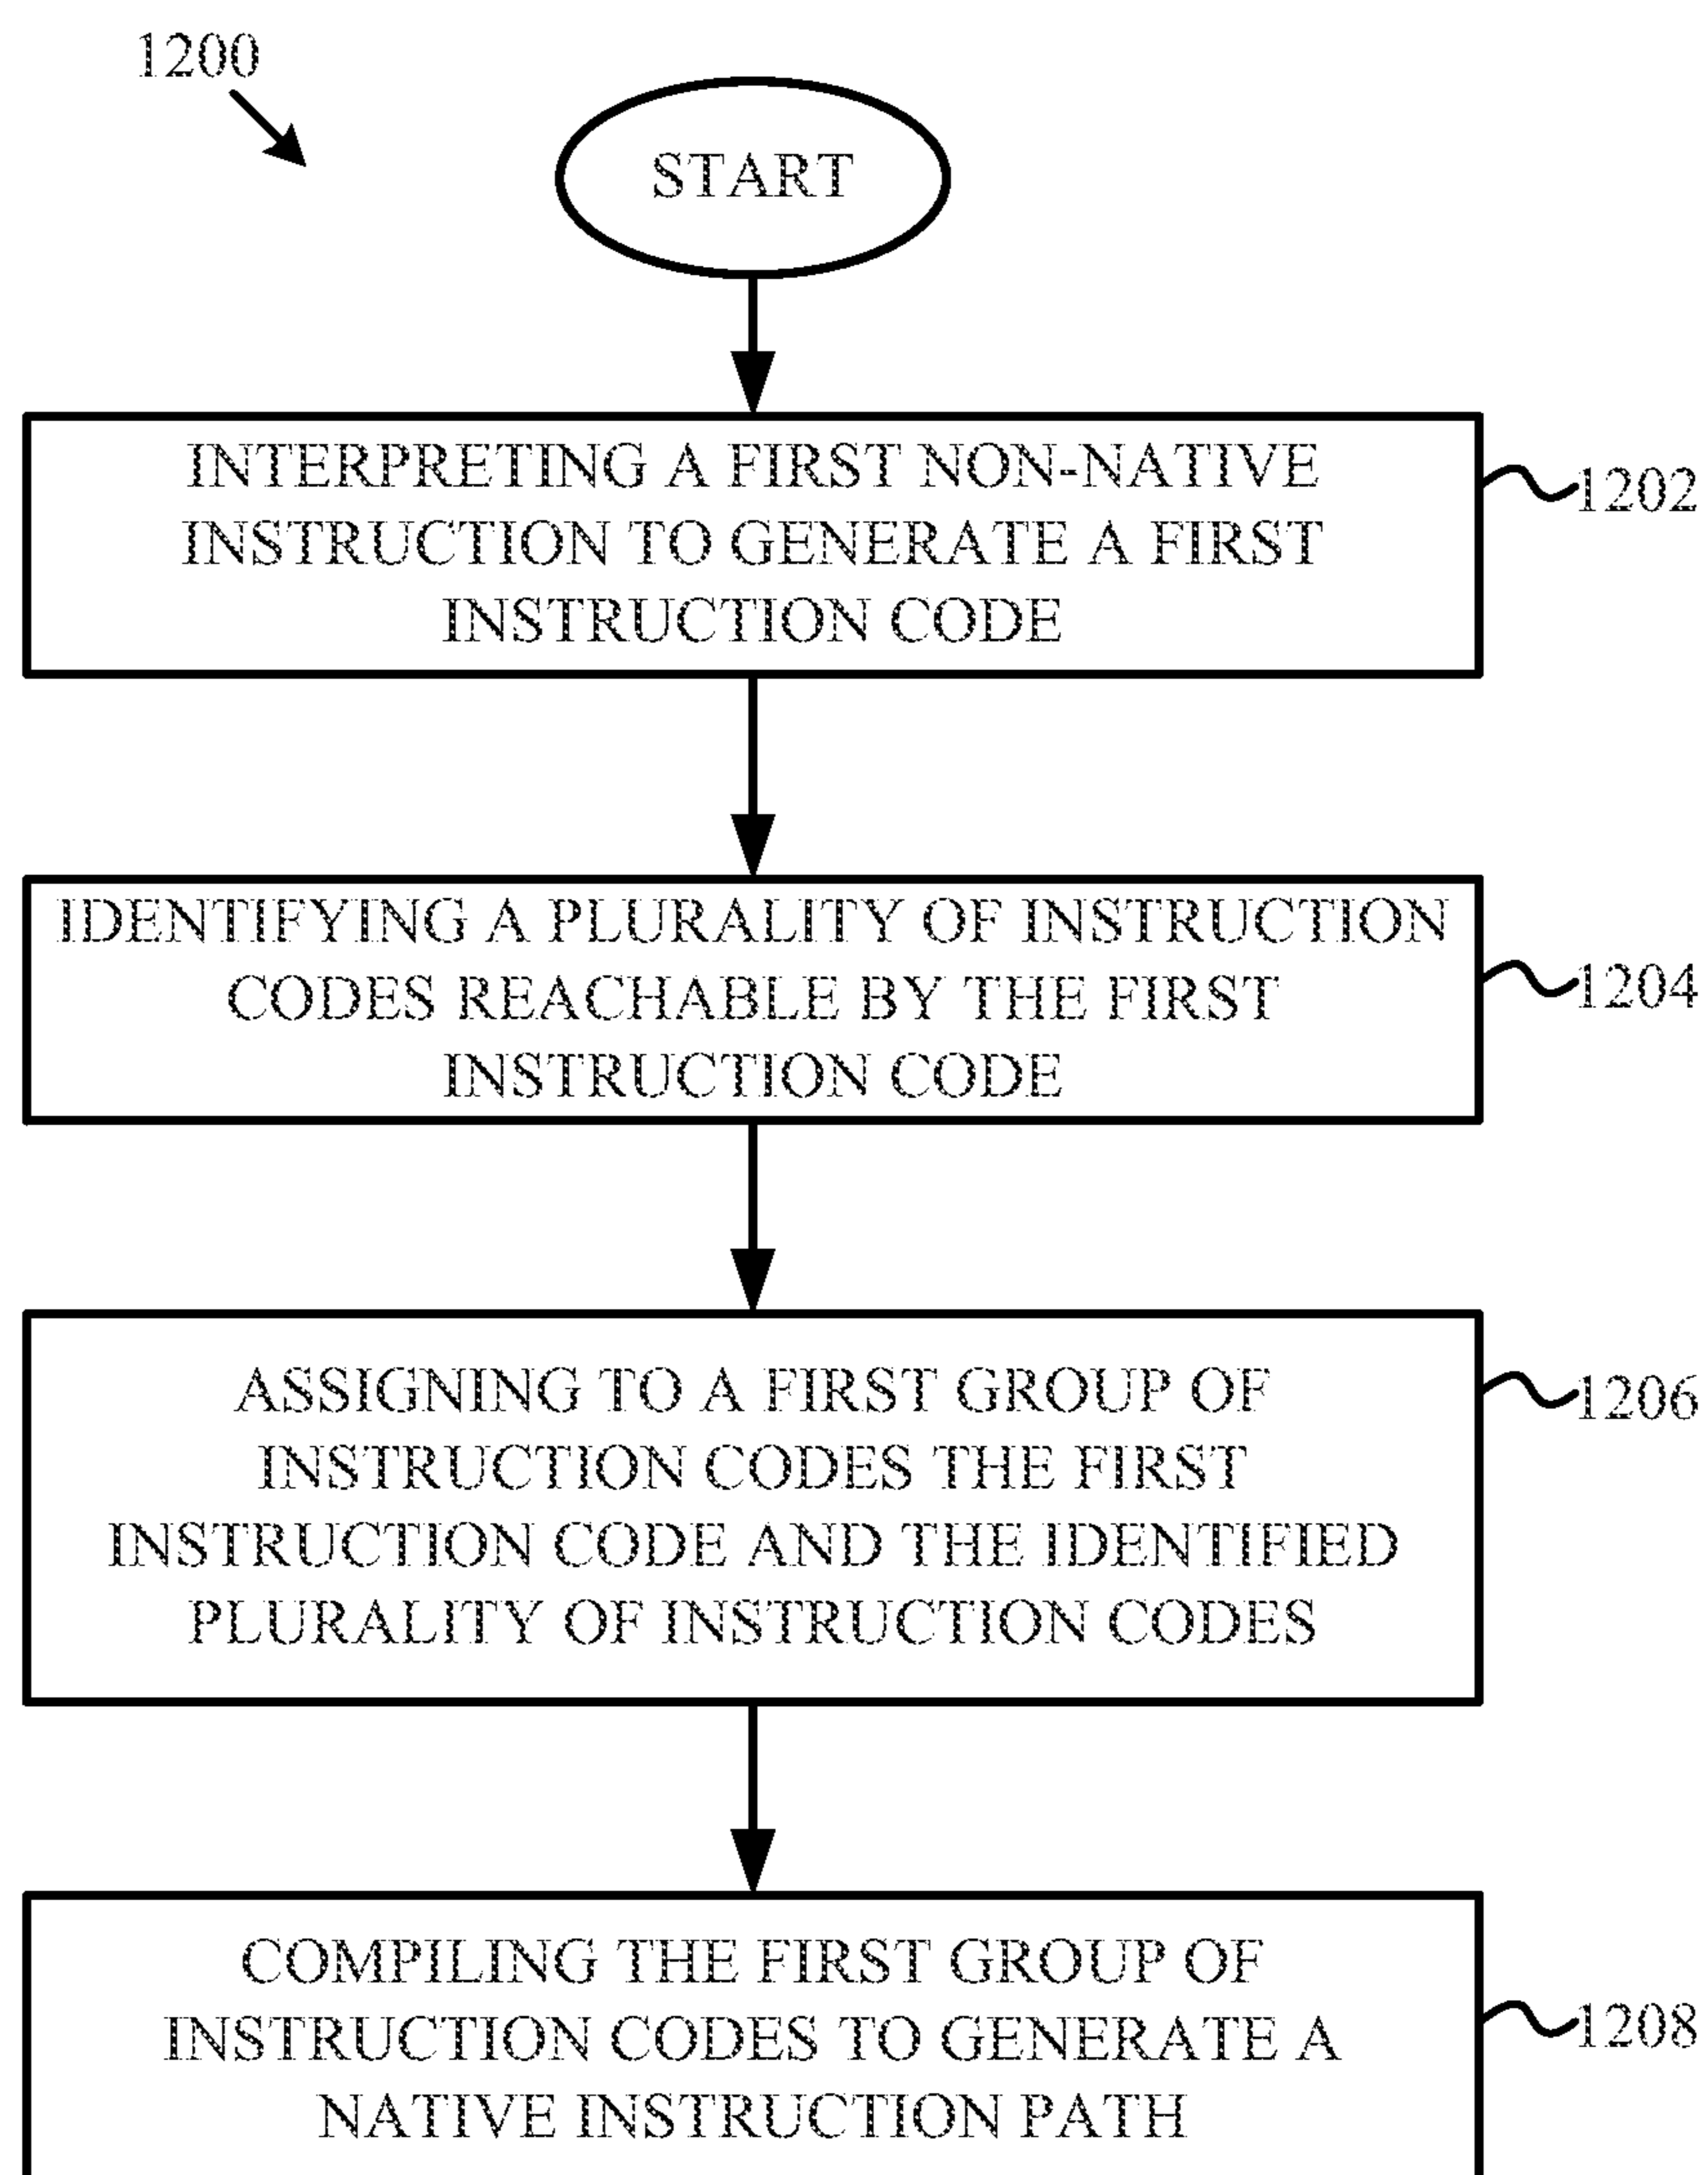 1200
START
INTERPRETING A FIRST NON-NATIVE
INSTRUCTION TO GENERATE A FIRST
INSTRUCTION CODE
1202
IDENTIFYING A PLURALITY OF INSTRUCTION
CODES REACHABLE BY THE FIRST
INSTRUCTION CODE
1204
ASSIGNING TO A FIRST GROUP OF
INSTRUCTION CODES THE FIRST
INSTRUCTION CODE AND THE IDENTIFIED
PLURALITY OF INSTRUCTION CODES
1206
COMPILING THE FIRST GROUP OF
INSTRUCTION CODES TO GENERATE A
NATIVE INSTRUCTION PATH
1208